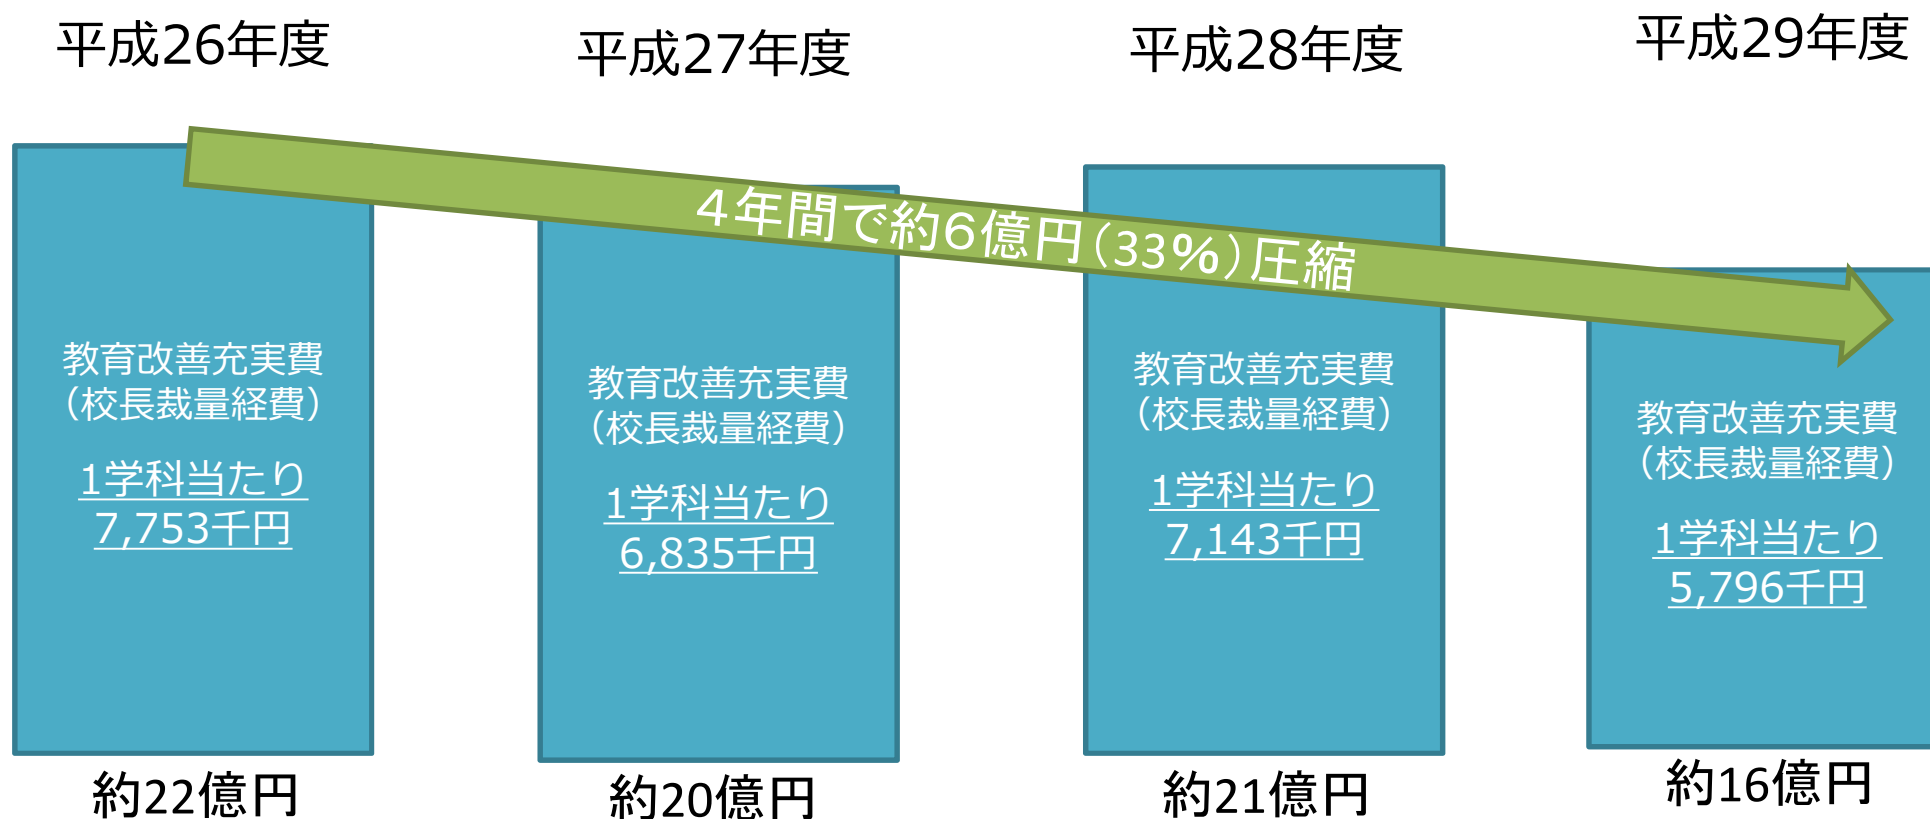 平成26年度
平成27年度
平成28年度
平成29年度
４年間で約６億円（33％）圧縮
教育改善充実費
（校長裁量経費）
1学科当たり
7,753千円
約22億円
教育改善充実費
（校長裁量経費）
1学科当たり
6,835千円
約20億円
教育改善充実費
（校長裁量経費）
1学科当たり
7,143千円
約21億円
教育改善充実費
（校長裁量経費）
1学科当たり
5,796千円
約16億円